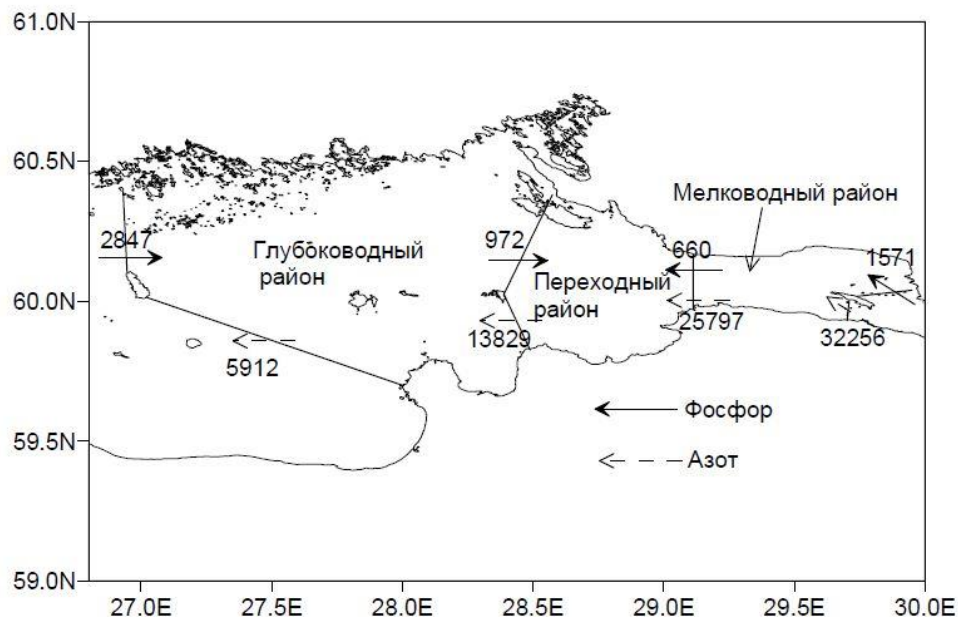 61.0N
60.5N
Мелководный район
2847
Глубоководный
район
972
660
1571
60.0N
Переходный
район
13829
25797
32256
5912
Фосфор
59.5N
Азот
59.0N
27.0E 27.5E 28.0E 28.5E 29.0E 29.5E 30.0E